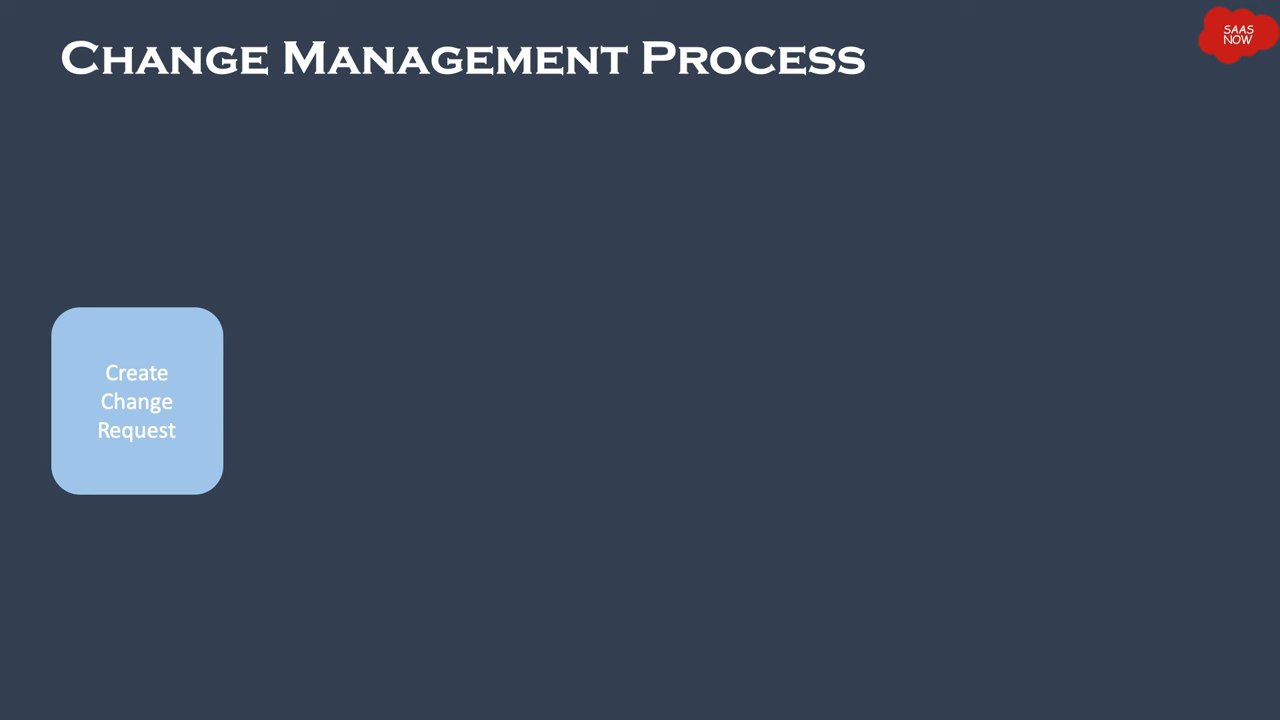 CHANGE MANAGEMENT PROCESS
SAAS
NOW
Create
Change
Request